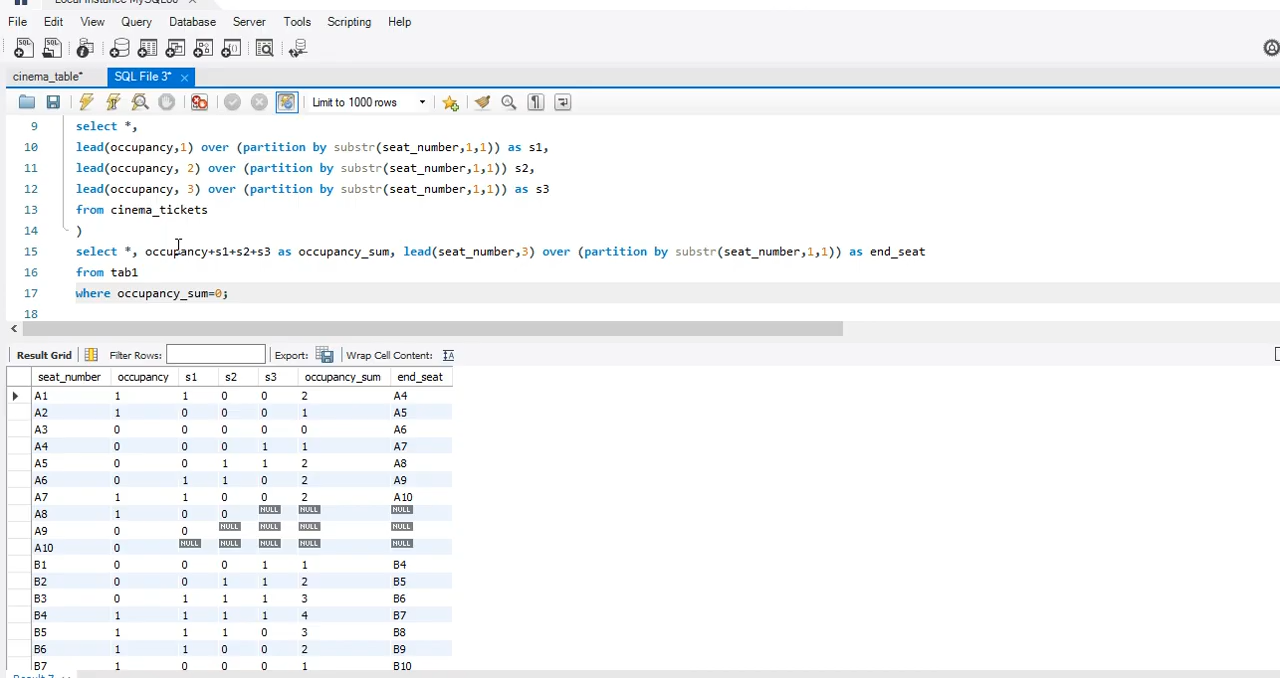 Local instance MySQL80
File Edit View Query Database Server Tools Scripting Help
cinema_table* SQL File 3*
Limit to 1000 rows
9 select *,
10 lead(occupancy,1) over (partition by substr(seat_number,1,1)) as s1,
11 lead(occupancy, 2) over (partition by substr(seat_number,1,1)) s2,
12 lead(occupancy, 3) over (partition by substr(seat_number,1,1)) as s3
13 from cinema_tickets
14 )
15 select *, occupancy+s1+s2+s3 as occupancy_sum, lead(seat_number,3) over (partition by substr(seat_number,1,1)) as end_seat
16 from tab1
17 where occupancy_sum=0;
18
Result Grid Filter Rows: Export: Wrap Cell Content: IA
seat_number occupancy s1 s2 s3 occupancy_sum end_seat
A1 1 1 0 0 2 A4
A2 1 0 0 0 1 A5
A3 0 0 0 0 0 A6
A4 0 0 0 1 1 A7
A5 0 0 1 1 2 A8
A6 0 1 1 0 2 A9
A7 1 1 0 0 2 A10
A8 1 0 0 NULL NULL NULL
A9 0 0 NULL NULL NULL NULL
A10 0 NULL NULL NULL NULL NULL
B1 0 0 0 1 1 B4
B2 0 0 1 1 2 B5
B3 0 1 1 1 3 B6
B4 1 1 1 1 4 B7
B5 1 1 1 0 3 B8
B6 1 1 0 0 2 B9
B7 1 0 0 0 1 B10
Result 7